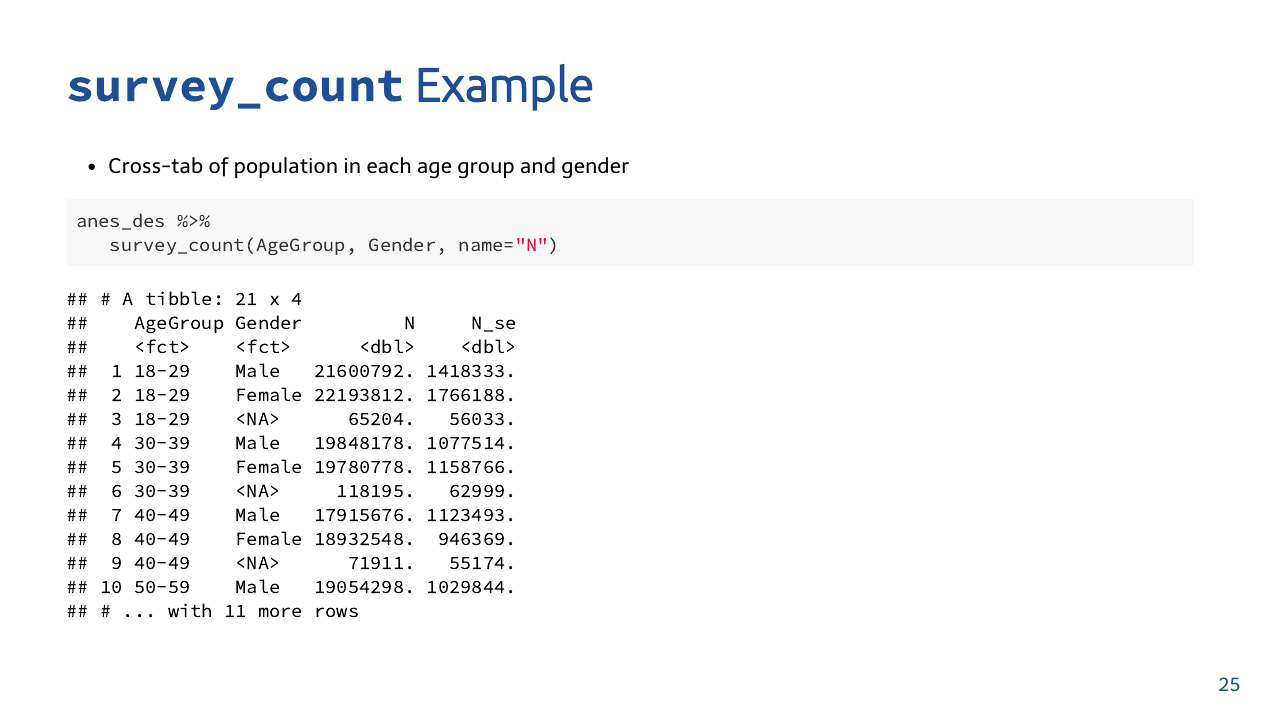 survey_count Example
• Cross-tab of population in each age group and gender
anes_des %>%
   survey_count(AgeGroup, Gender, name="N")
## # A tibble: 21 x 4
##    AgeGroup Gender         N     N_se
##    <fct>    <fct>      <dbl>    <dbl>
##  1 18-29    Male   21600792. 1418333.
##  2 18-29    Female 22193812. 1766188.
##  3 18-29    <NA>      65204.   56033.
##  4 30-39    Male   19848178. 1077514.
##  5 30-39    Female 19780778. 1158766.
##  6 30-39    <NA>     118195.   62999.
##  7 40-49    Male   17915676. 1123493.
##  8 40-49    Female 18932548.  946369.
##  9 40-49    <NA>      71911.   55174.
## 10 50-59    Male   19054298. 1029844.
## # ... with 11 more rows
25